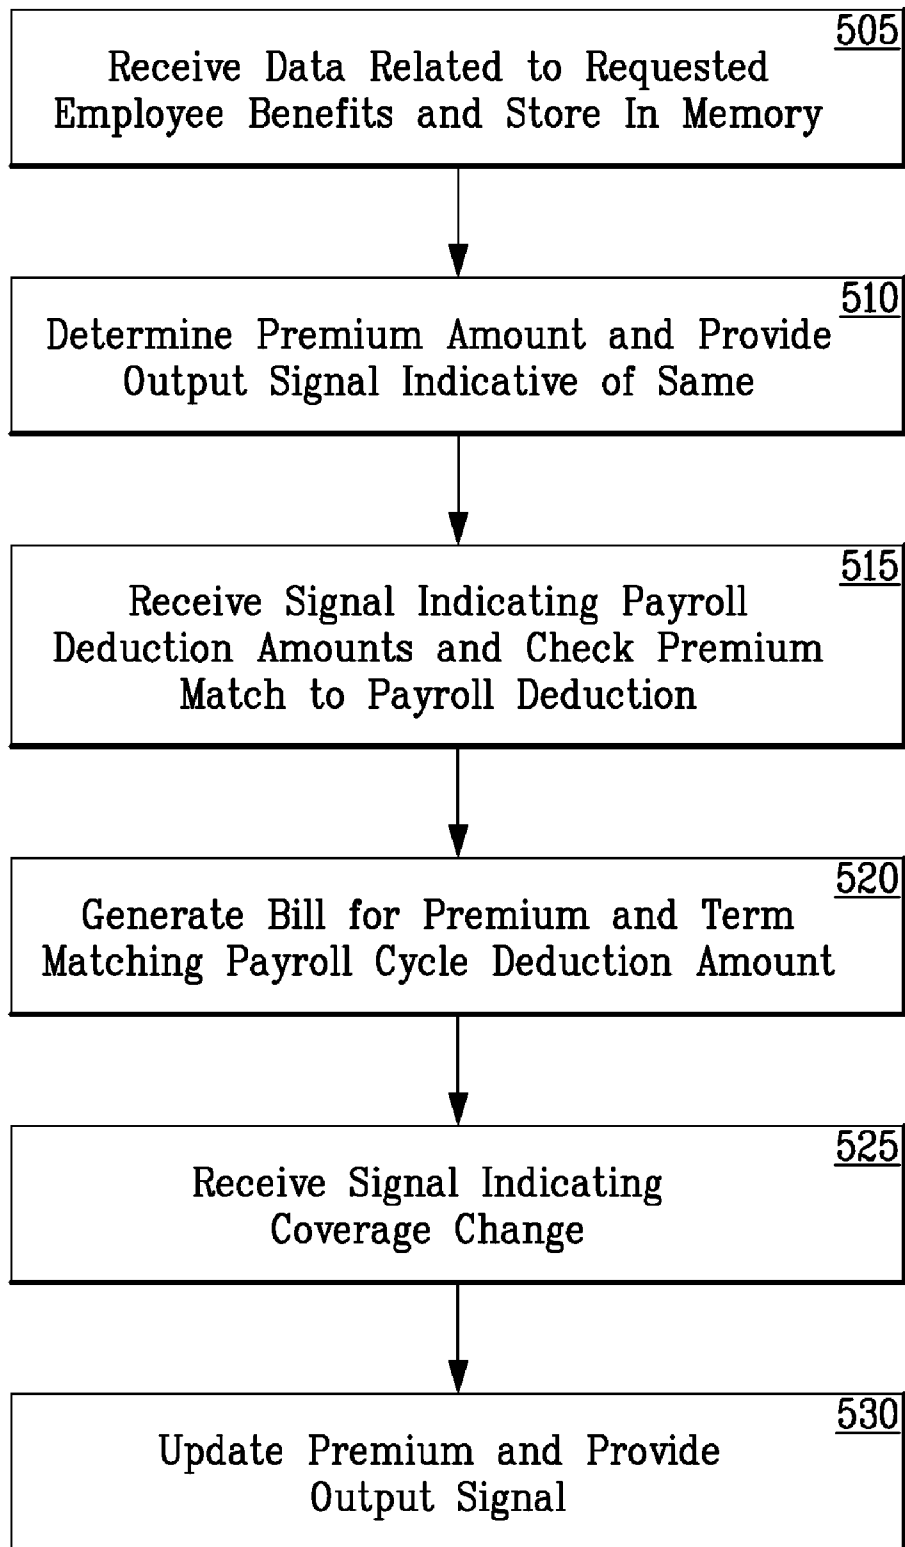 505
Receive Data Related to Requested
Employee Benefits and Store In Memory
510
Determine Premium Amount and Provide
Output Signal Indicative of Same
515
Receive Signal Indicating Payroll
Deduction Amounts and Check Premium
Match to Payroll Deduction
520
Generate Bill for Premium and Term
Matching Payroll Cycle Deduction Amount
525
Receive Signal Indicating
Coverage Change
530
Update Premium and Provide
Output Signal